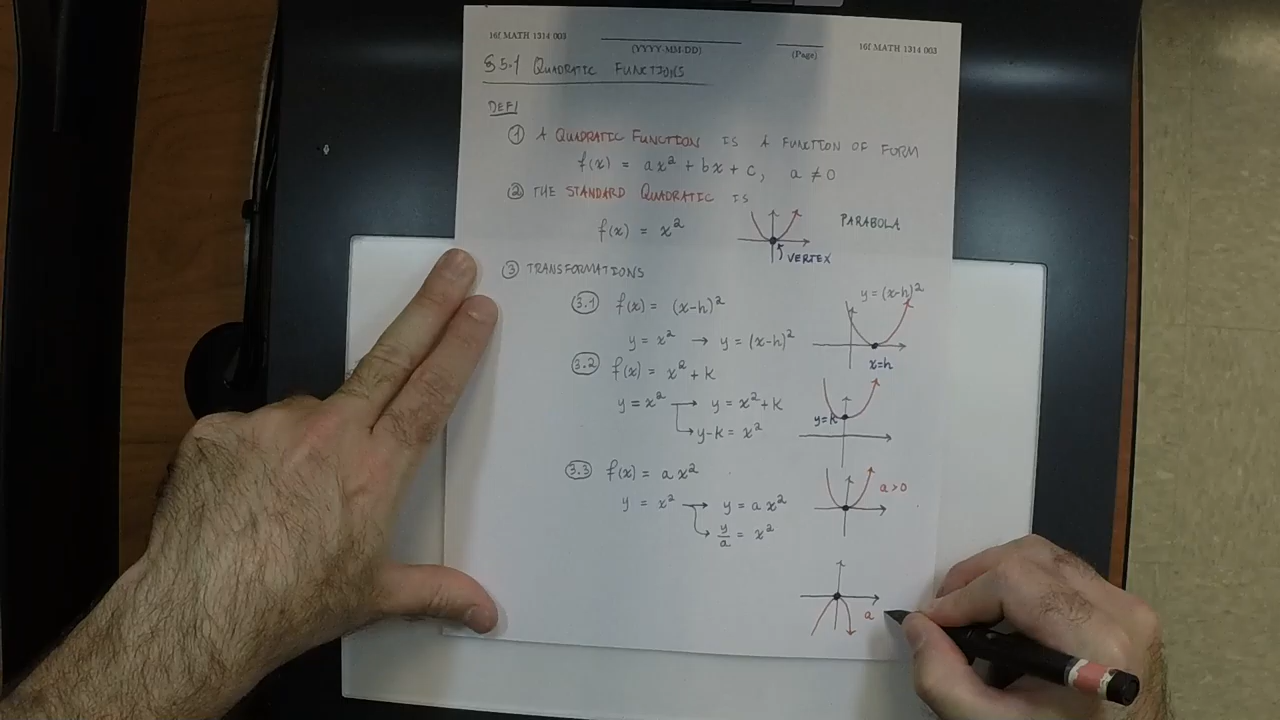 16f MATH 1314 003
(YYYY-MM-DD)
(Page)
16f MATH 1314 003
§5.1 QUADRATIC FUNCTIONS
DEF/
① A QUADRATIC FUNCTION IS A FUNCTION OF FORM
f(x) = ax² + bx + c, a ≠ 0
② THE STANDARD QUADRATIC IS
f(x) = x²
PARABOLA
VERTEX
③ TRANSFORMATIONS
3.1 f(x) = (x-h)²
y = x² → y = (x-h)²
y = (x-h)²
x=h
3.2 f(x) = x² + k
y = x² → y = x² + k
↳ y-k = x²
y=k
3.3 f(x) = a x²
y = x² → y = a x²
↳ y/a = x²
a > 0
a